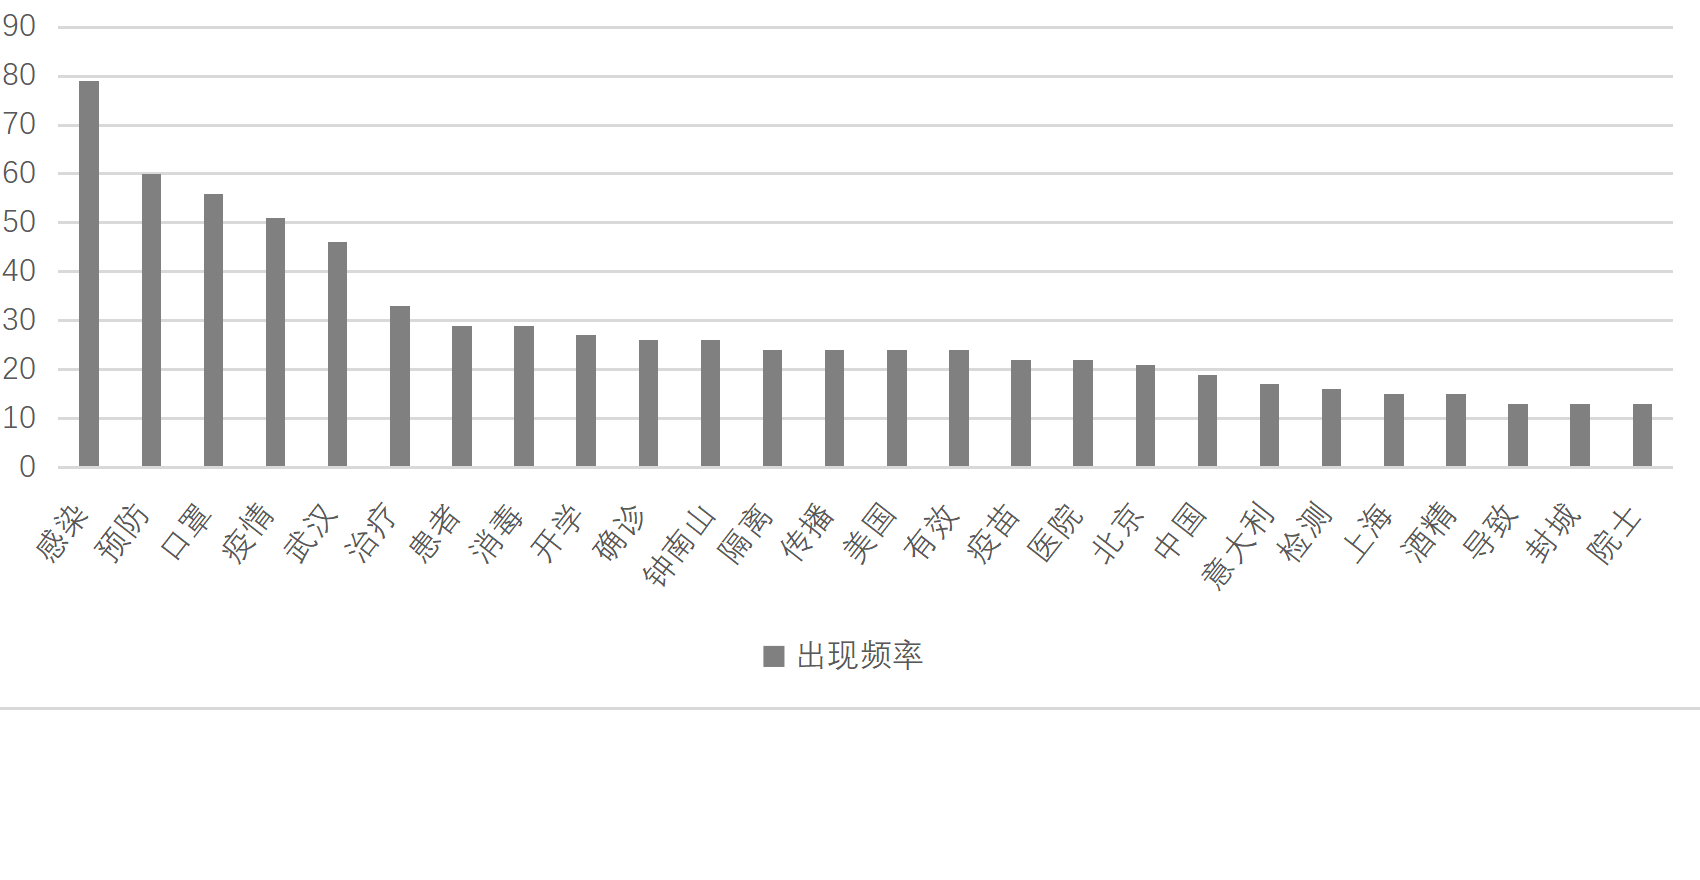 90
80
70
60
50
40
30
20
10
0
感染
预防
口罩
疫情
武汉
治疗
患者
消毒
开学
确诊
钟南山
隔离
传播
美国
有效
疫苗
医院
北京
中国
意大利
检测
上海
酒精
导致
封城
院士
出现频率